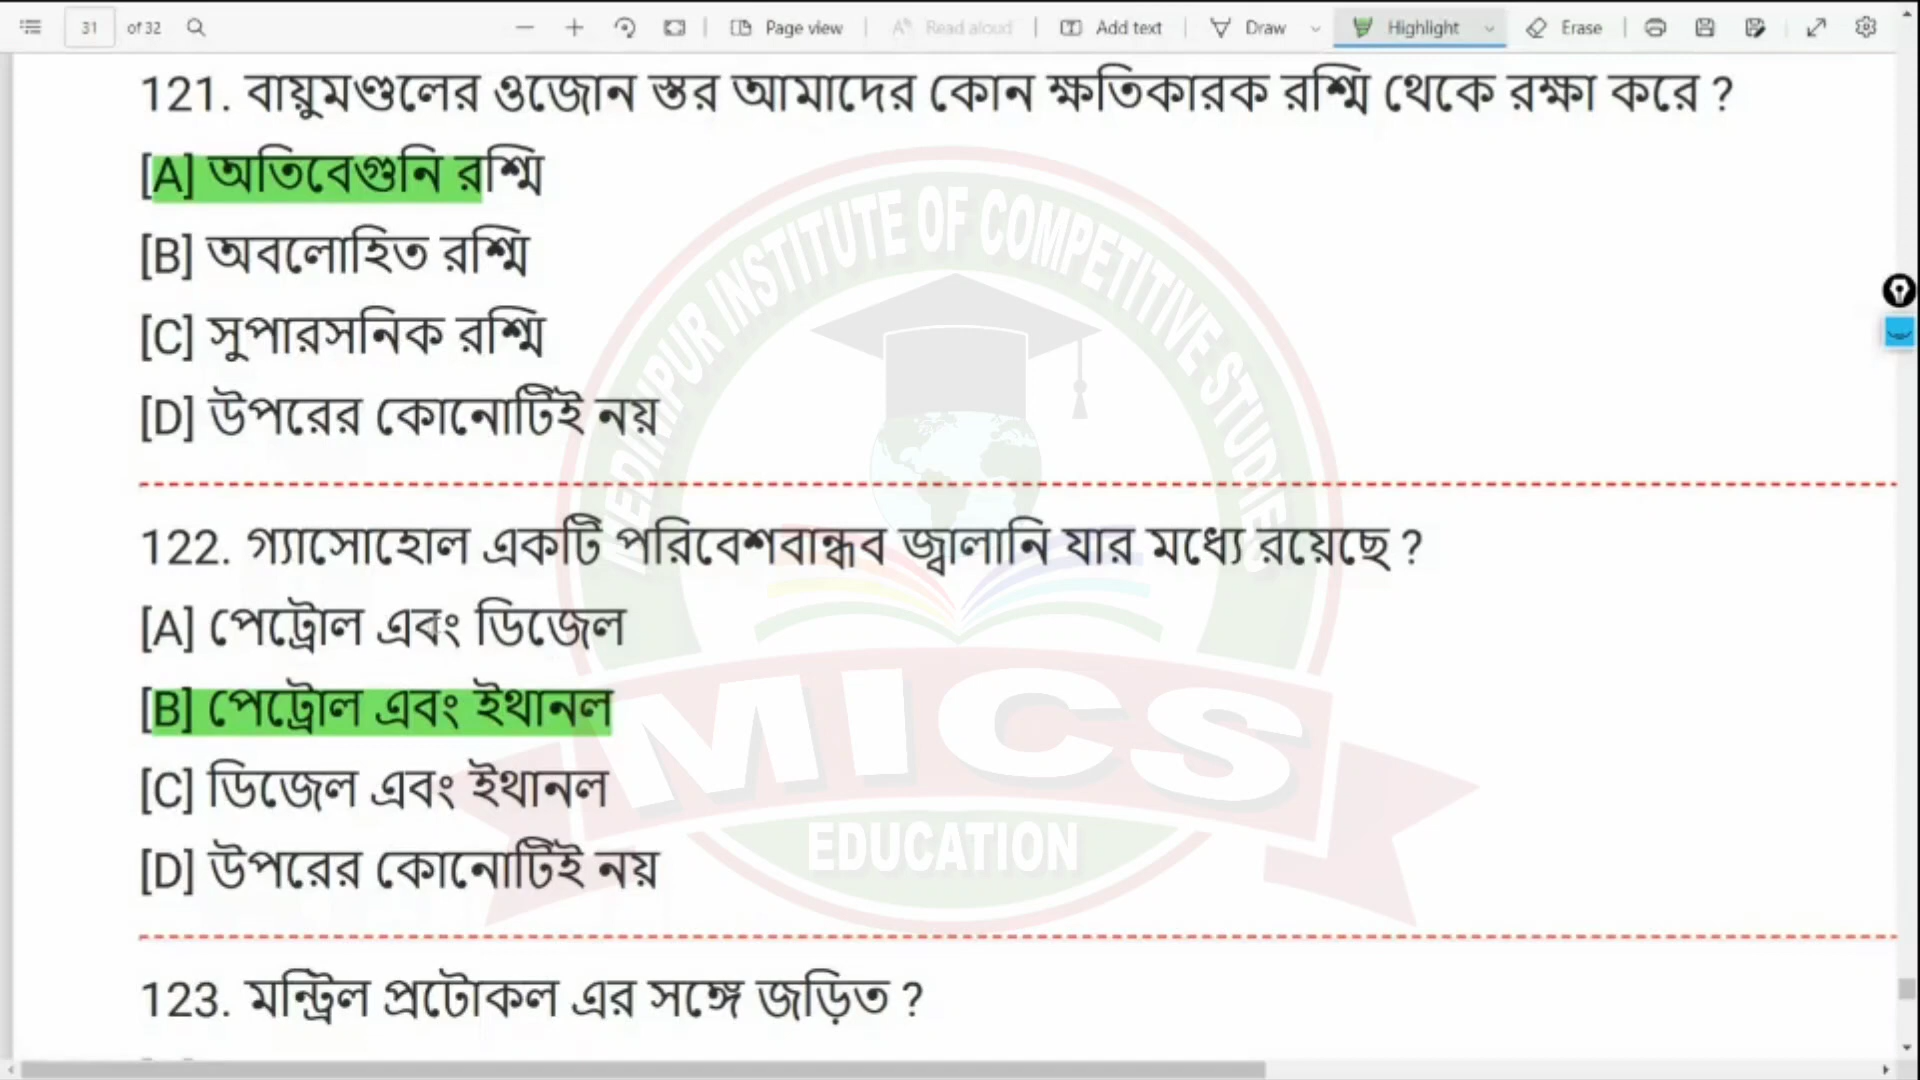 31 of 32 Page view Read aloud Add text Draw Highlight Erase
121. বায়ুমণ্ডলের ওজোন স্তর আমাদের কোন ক্ষতিকারক রশ্মি থেকে রক্ষা করে ?
[A] অতিবেগুনি রশ্মি
[B] অবলোহিত রশ্মি
[C] সুপারসনিক রশ্মি
[D] উপরের কোনোটিই নয়
122. গ্যাসোহোল একটি পরিবেশবান্ধব জ্বালানি যার মধ্যে রয়েছে ?
[A] পেট্রোল এবং ডিজেল
[B] পেট্রোল এবং ইথানল
[C] ডিজেল এবং ইথানল
[D] উপরের কোনোটিই নয়
123. মন্ট্রিল প্রটোকল এর সঙ্গে জড়িত ?
MEDINIPUR INSTITUTE OF COMPETITIVE STUDIES
MICS
EDUCATION